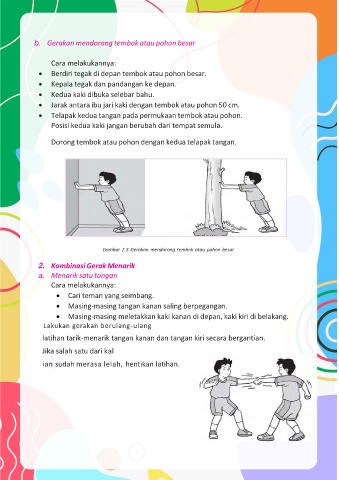 b. Gerakan mendorong tembok atau pohon besar
Cara melakukannya:
• Berdiri tegak di depan tembok atau pohon besar.
• Kepala tegak dan pandangan ke depan.
• Kedua kaki dibuka selebar bahu.
• Jarak antara ibu jari kaki dengan tembok atau pohon 50 cm.
• Telapak kedua tangan pada permukaan tembok atau pohon.
Posisi kedua kaki jangan berubah dari tempat semula.
Dorong tembok atau pohon dengan kedua telapak tangan.
Gambar 2.5 Gerakan mendorong tembok atau pohon besar
2. Kombinasi Gerak Menarik
a. Menarik satu tangan
Cara melakukannya:
• Cari teman yang seimbang.
• Masing-masing tangan kanan saling berpegangan.
• Masing-masing meletakkan kaki kanan di depan, kaki kiri di belakang.
Lakukan gerakan berulang-ulang
latihan tarik-menarik tangan kanan dan tangan kiri secara bergantian.
Jika salah satu dari kal
ian sudah merasa lelah, hentikan latihan.